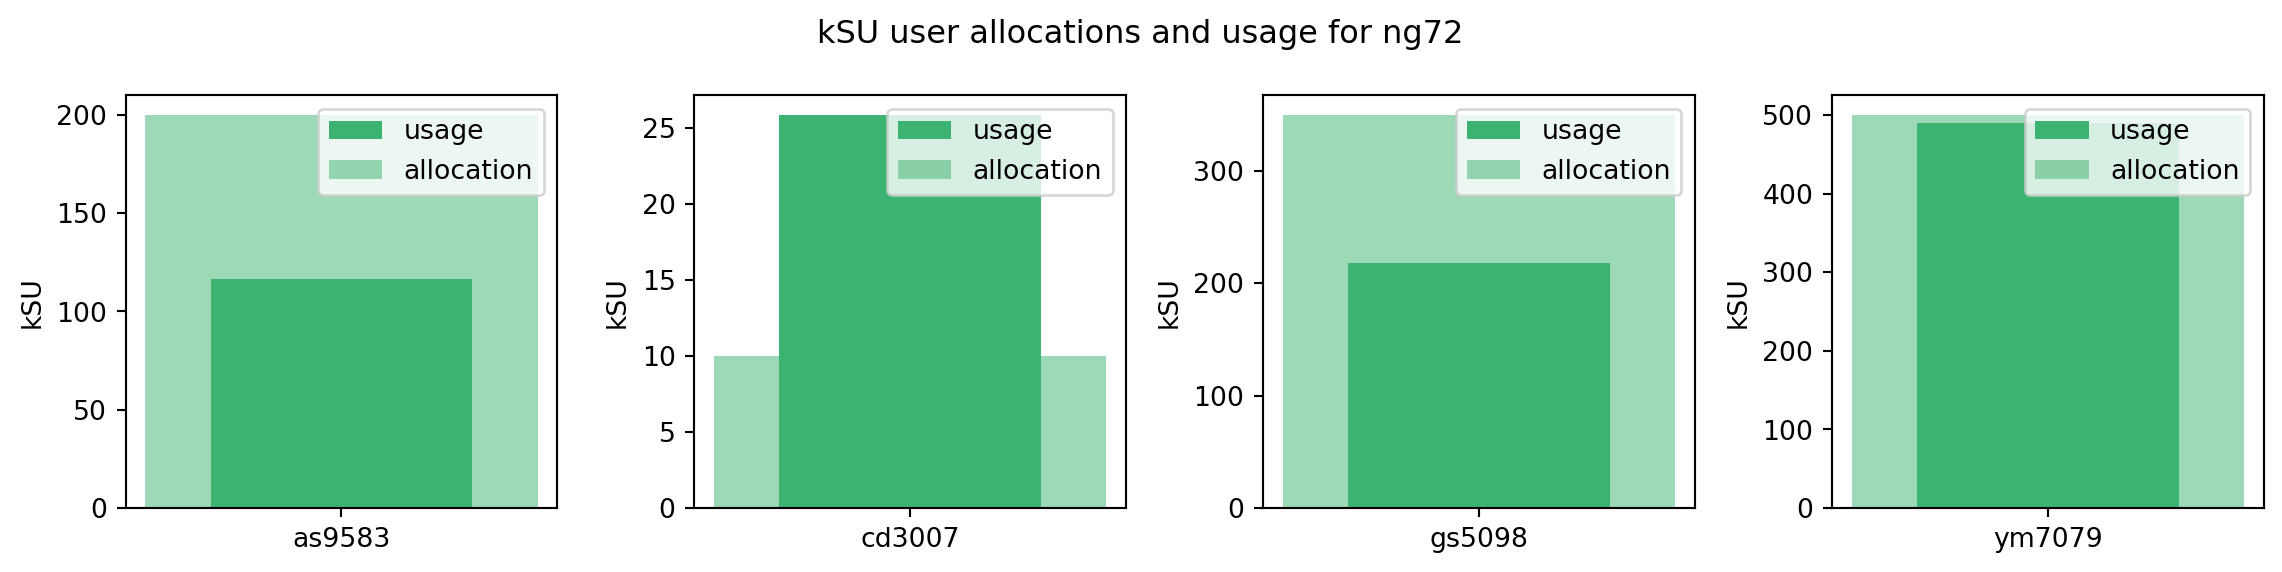 kSU user allocations and usage for ng72
200
150
100
50
0
kSU
usage
allocation
as9583
25
20
15
10
5
0
kSU
usage
allocation
cd3007
300
200
100
0
kSU
usage
allocation
gs5098
500
400
300
200
100
0
kSU
usage
allocation
ym7079